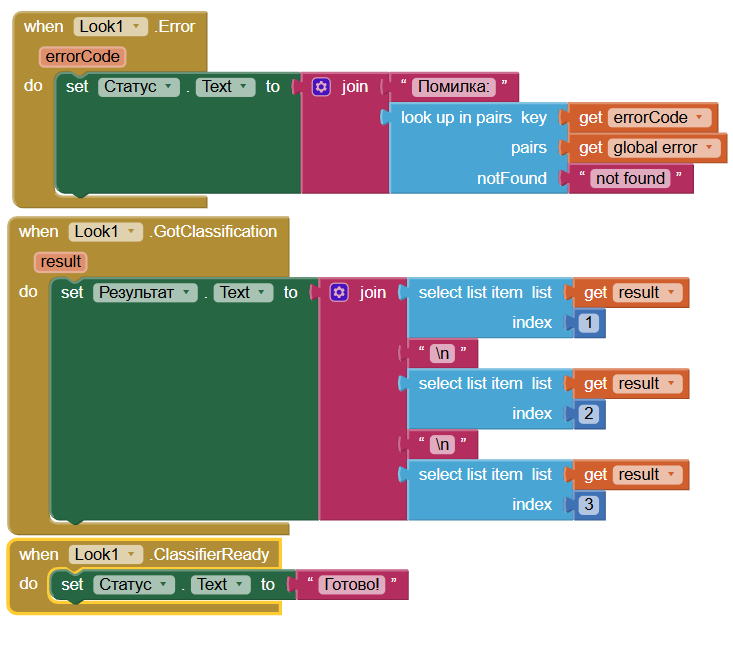 when Look1 .Error
errorCode
do set Статус . Text to join “ Помилка: ”
look up in pairs key get errorCode
pairs get global error
notFound “ not found ”
when Look1 .GotClassification
result
do set Результат . Text to join select list item list get result
index 1
“ \n ”
select list item list get result
index 2
“ \n ”
select list item list get result
index 3
when Look1 .ClassifierReady
do set Статус . Text to “ Готово! ”